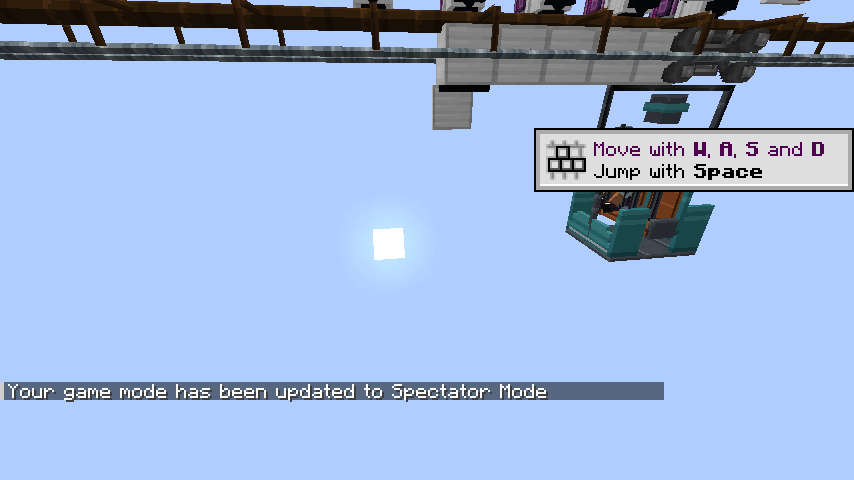 Move with W, A, S and D
Jump with Space
Your game mode has been updated to Spectator Mode